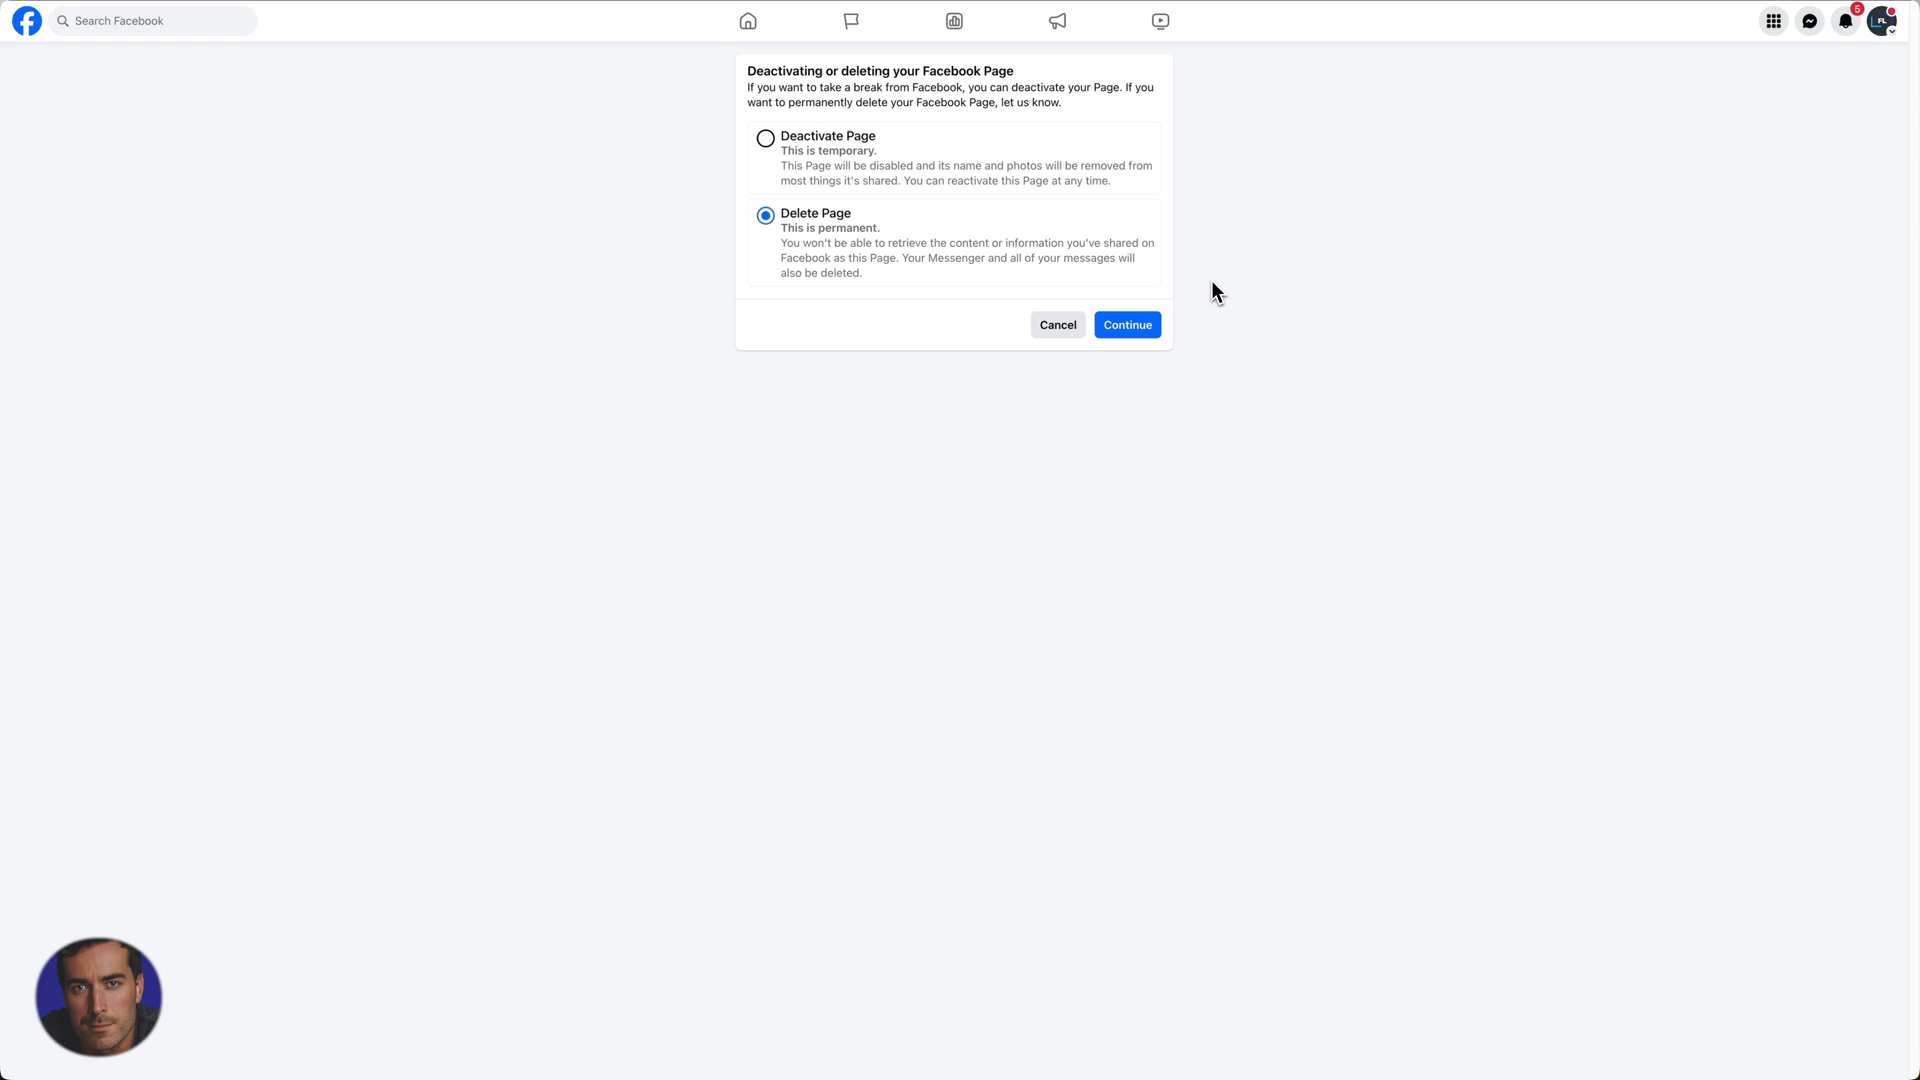 Search Facebook
5
FL
Deactivating or deleting your Facebook Page
If you want to take a break from Facebook, you can deactivate your Page. If you
want to permanently delete your Facebook Page, let us know.
Deactivate Page
This is temporary.
This Page will be disabled and its name and photos will be removed from
most things it's shared. You can reactivate this Page at any time.
Delete Page
This is permanent.
You won't be able to retrieve the content or information you've shared on
Facebook as this Page. Your Messenger and all of your messages will
also be deleted.
Cancel
Continue